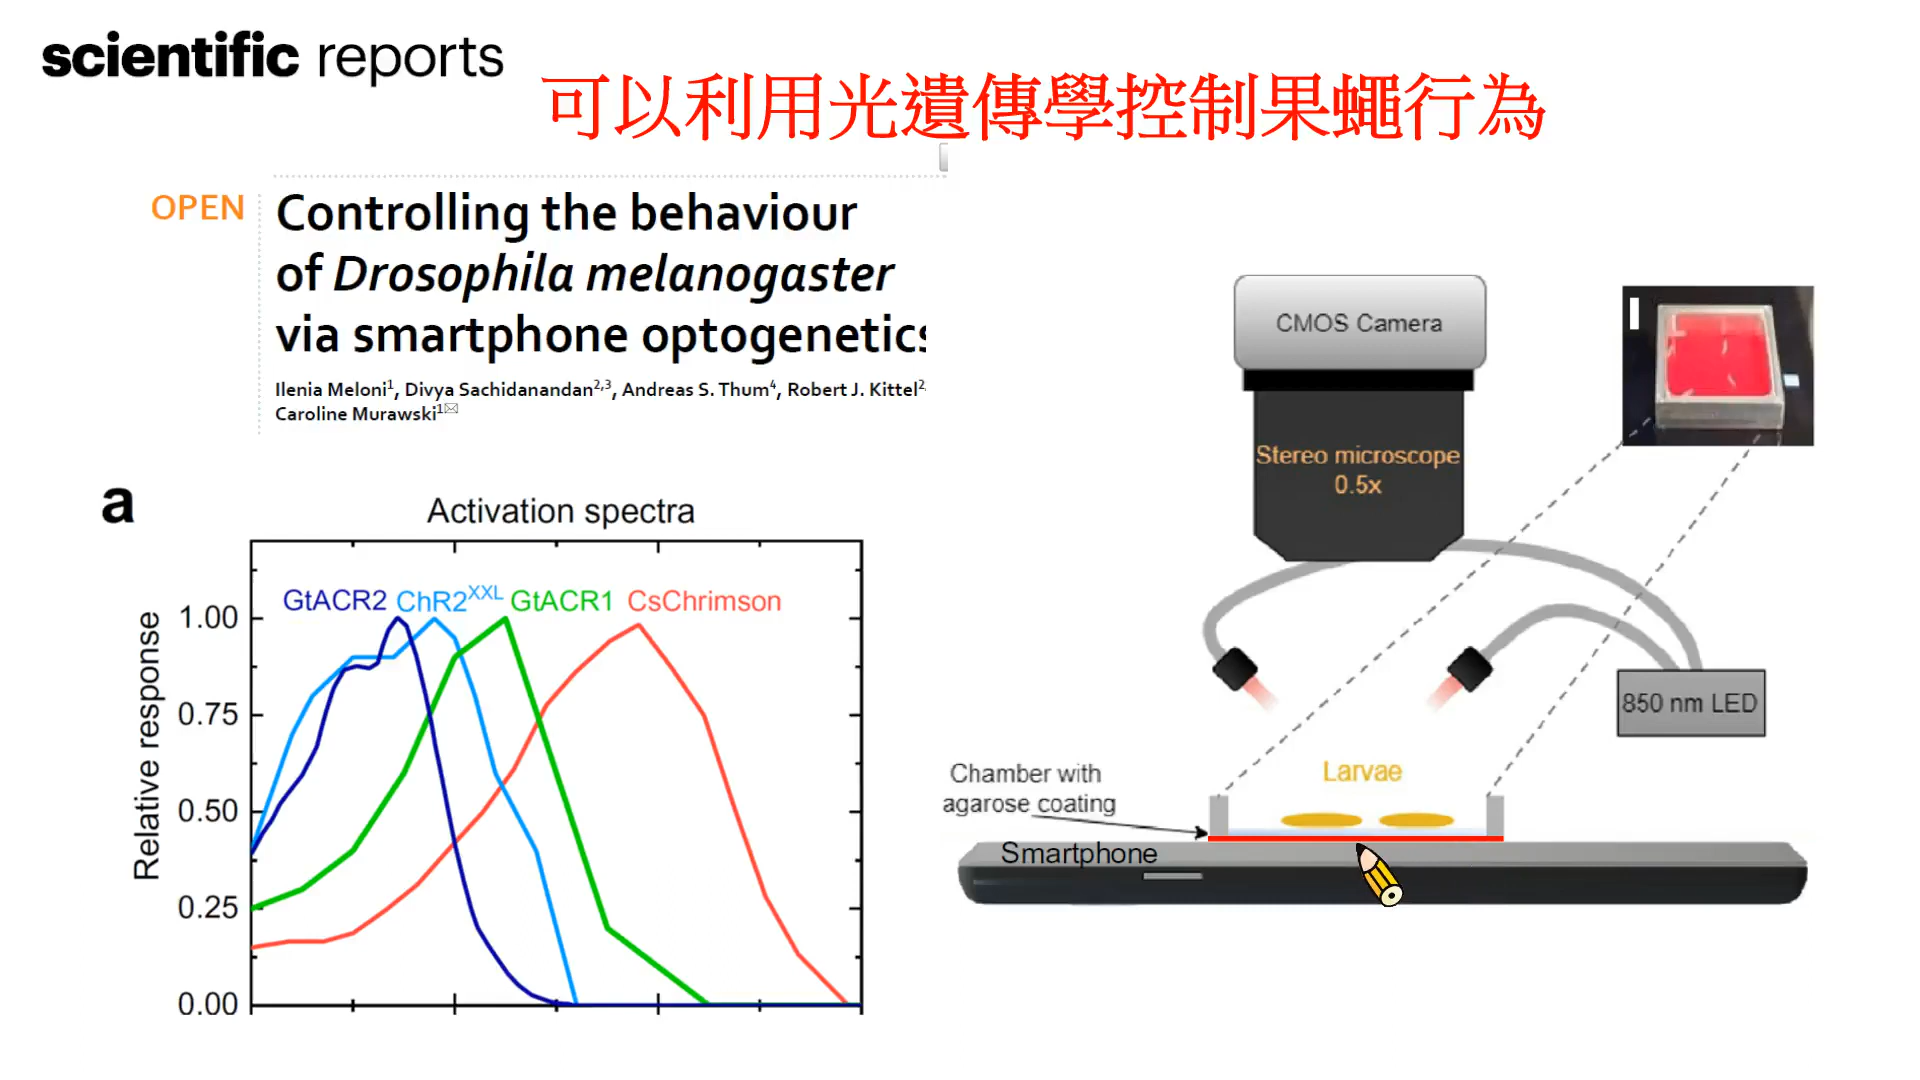 scientific reports
可以利用光遺傳學控制果蠅行為
OPEN
Controlling the behaviour
of Drosophila melanogaster
via smartphone optogenetics
Ilenia Meloni1, Divya Sachidanandan2,3, Andreas S. Thum4, Robert J. Kittel2,
Caroline Murawski1✉
a
Activation spectra
GtACR2 ChR2XXL GtACR1 CsChrimson
Relative response
1.00
0.75
0.50
0.25
0.00
CMOS Camera
Stereo microscope
0.5x
850 nm LED
Larvae
Chamber with
agarose coating
Smartphone